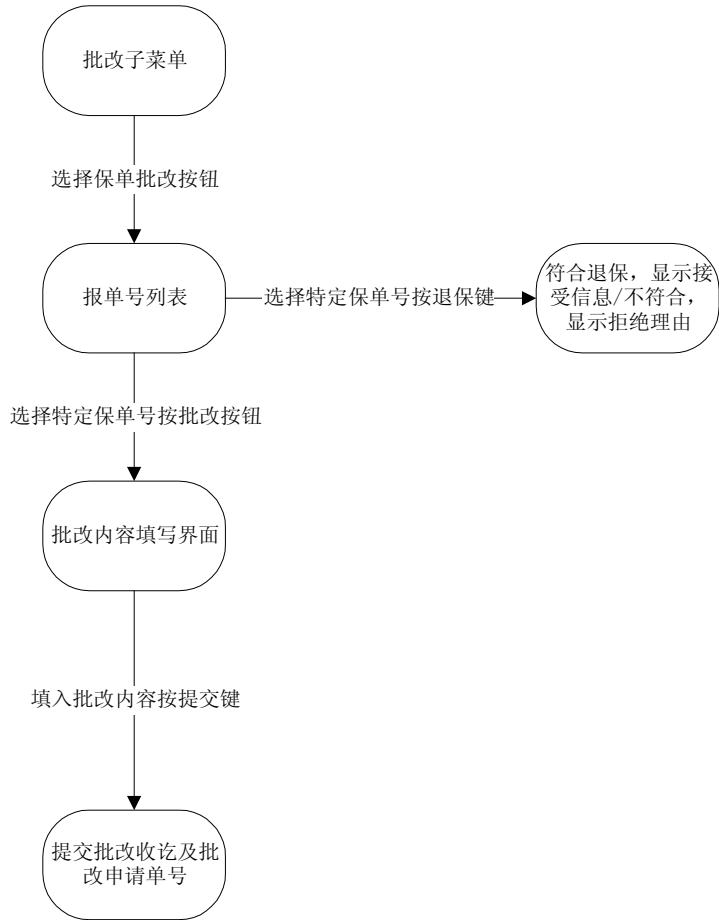 批改子菜单
选择保单批改按钮
报单号列表
选择特定保单号按退保键
符合退保，显示接
受信息/不符合，
显示拒绝理由
选择特定保单号按批改按钮
批改内容填写界面
填入批改内容按提交键
提交批改收讫及批
改申请单号